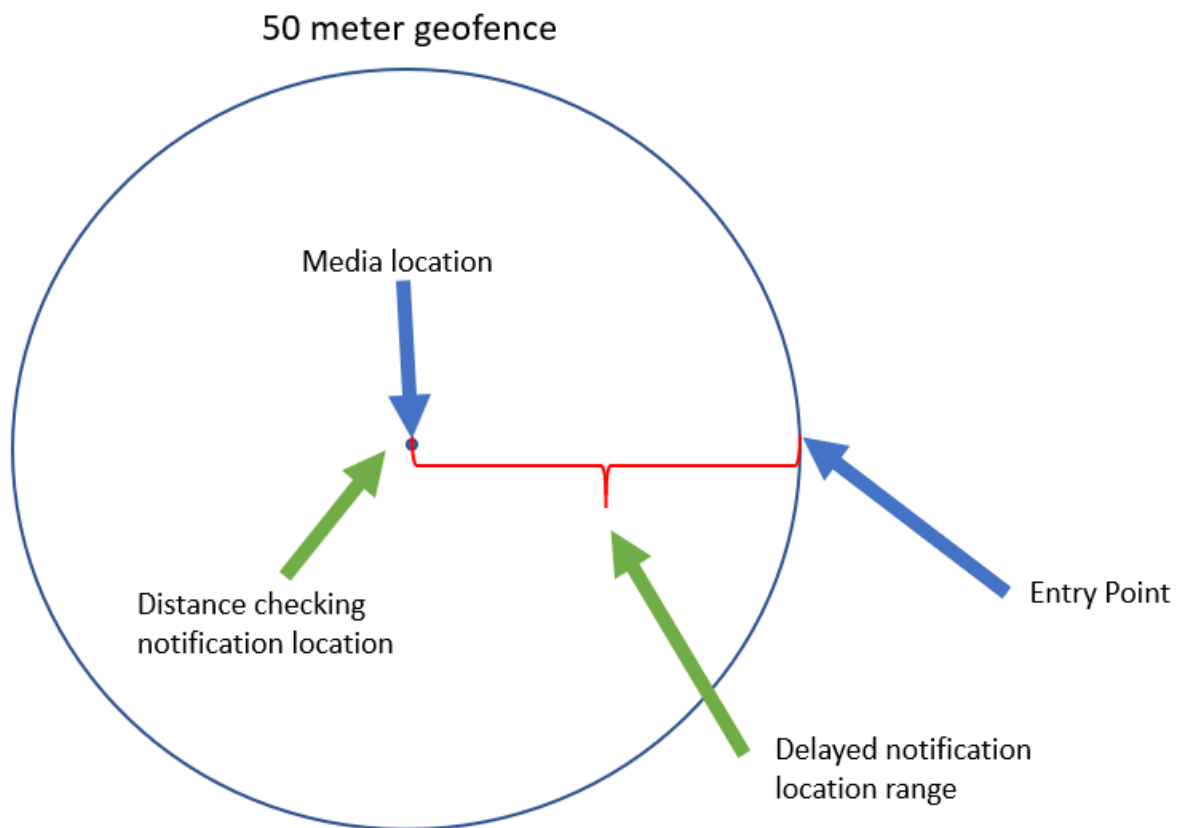 50 meter geofence
Media location
Distance checking
notification location
Entry Point
Delayed notification
location range